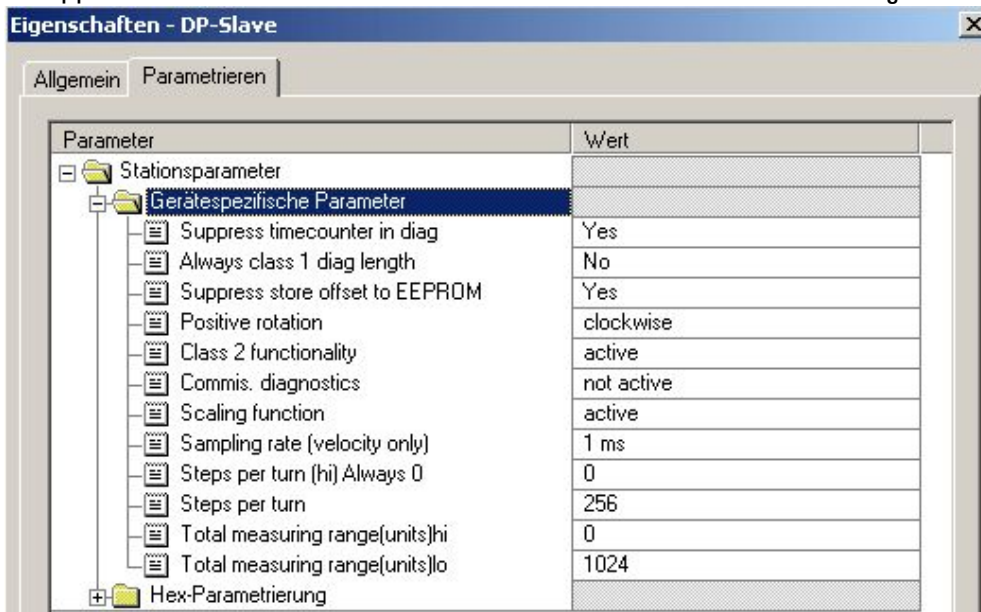 Eigenschaften - DP-Slave
Allgemein Parametrieren
Parameter Wert
Stationsparameter
Gerätespezifische Parameter
Suppress timecounter in diag Yes
Always class 1 diag length No
Suppress store offset to EEPROM Yes
Positive rotation clockwise
Class 2 functionality active
Commis. diagnostics not active
Scaling function active
Sampling rate (velocity only) 1 ms
Steps per turn (hi) Always 0 0
Steps per turn 256
Total measuring range(units)hi 0
Total measuring range(units)lo 1024
Hex-Parametrierung